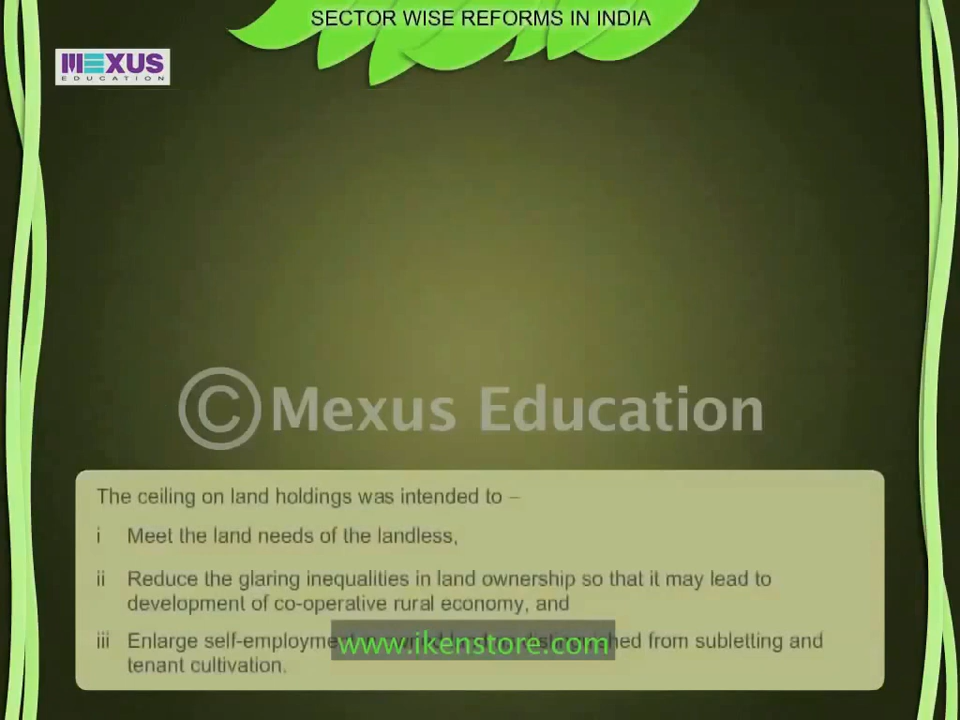 SECTOR WISE REFORMS IN INDIA
MEXUS
EDUCATION
© Mexus Education
The ceiling on land holdings was intended to –
i Meet the land needs of the landless,
ii Reduce the glaring inequalities in land ownership so that it may lead to
development of co-operative rural economy, and
iii Enlarge self-employme hed from subletting and
www.ikenstore.com
tenant cultivation.